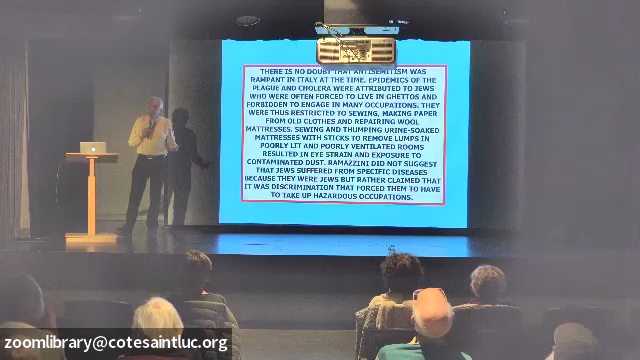 THERE IS NO DOUBT THAT ANTISEMITISM WAS
RAMPANT IN ITALY AT THE TIME. EPIDEMICS OF THE
PLAGUE AND CHOLERA WERE ATTRIBUTED TO JEWS
WHO WERE OFTEN FORCED TO LIVE IN GHETTOS AND
FORBIDDEN TO ENGAGE IN MANY OCCUPATIONS. THEY
WERE THUS RESTRICTED TO SEWING, MAKING PAPER
FROM OLD CLOTHES AND REPAIRING WOOL
MATTRESSES. SEWING AND THUMPING URINE-SOAKED
MATTRESSES WITH STICKS TO REMOVE LUMPS IN
POORLY LIT AND POORLY VENTILATED ROOMS
RESULTED IN EYE STRAIN AND EXPOSURE TO
CONTAMINATED DUST. RAMAZZINI DID NOT SUGGEST
THAT JEWS SUFFERED FROM SPECIFIC DISEASES
BECAUSE THEY WERE JEWS BUT RATHER CLAIMED THAT
IT WAS DISCRIMINATION THAT FORCED THEM TO HAVE
TO TAKE UP HAZARDOUS OCCUPATIONS.
zoomlibrary@cotesaintluc.org